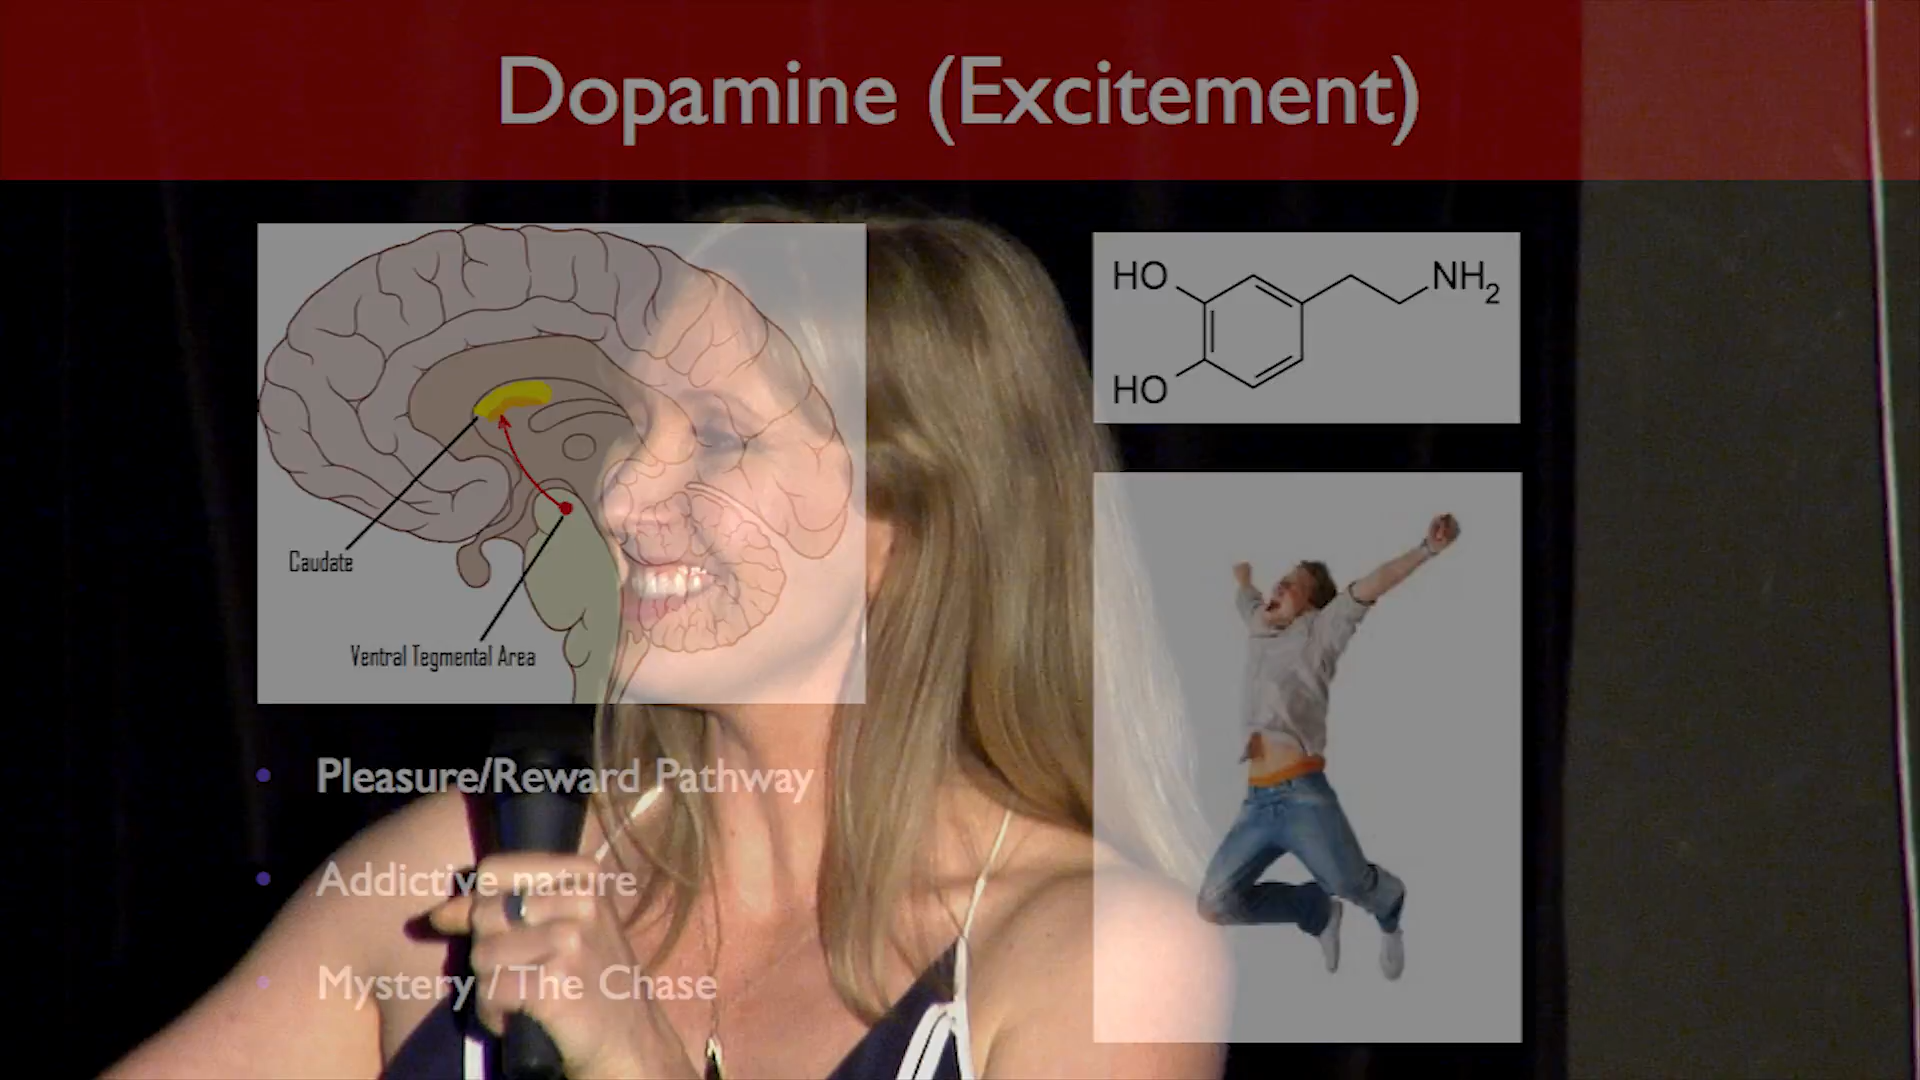 Dopamine (Excitement)
Caudate
Ventral Tegmental Area
HO
NH2
HO
• Pleasure/Reward Pathway
• Addictive nature
• Mystery / The Chase